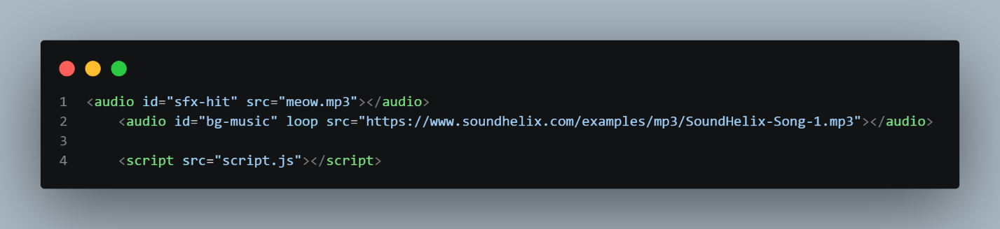 1 <audio id="sfx-hit" src="meow.mp3"></audio>
2     <audio id="bg-music" loop src="https://www.soundhelix.com/examples/mp3/SoundHelix-Song-1.mp3"></audio>
3
4     <script src="script.js"></script>